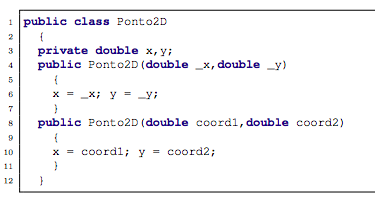 1 public class Ponto2D
2 {
3 private double x,y;
4 public Ponto2D(double _x,double _y)
5 {
6 x = _x; y = _y;
7 }
8 public Ponto2D(double coord1,double coord2)
9 {
10 x = coord1; y = coord2;
11 }
12 }